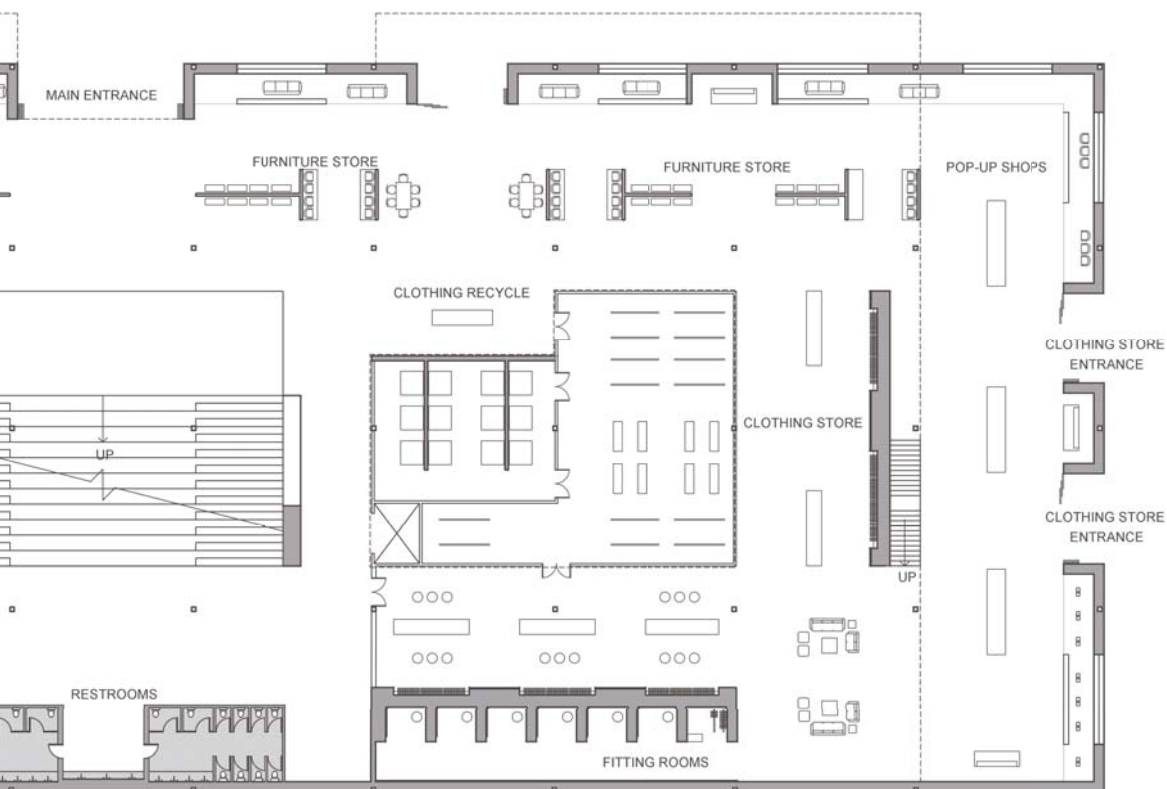 MAIN ENTRANCE
FURNITURE STORE
FURNITURE STORE
POP-UP SHOPS
CLOTHING RECYCLE
CLOTHING STORE
ENTRANCE
CLOTHING STORE
UP
CLOTHING STORE
ENTRANCE
UP
RESTROOMS
FITTING ROOMS